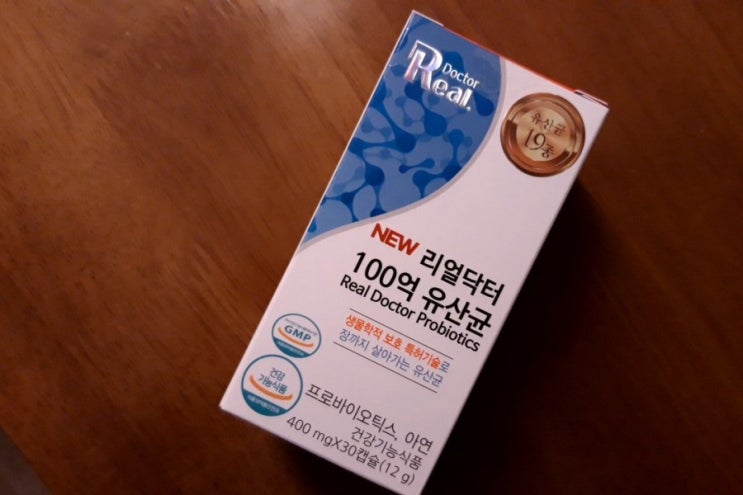 Doctor
Real
유산균
19종
NEW 리얼닥터
100억 유산균
Real Doctor Probiotics
생물학적 보호 특허기술로
장까지 살아가는 유산균
GMP
건강
기능식품
프로바이오틱스, 아연
건강기능식품
400 mgX30캡슐(12 g)